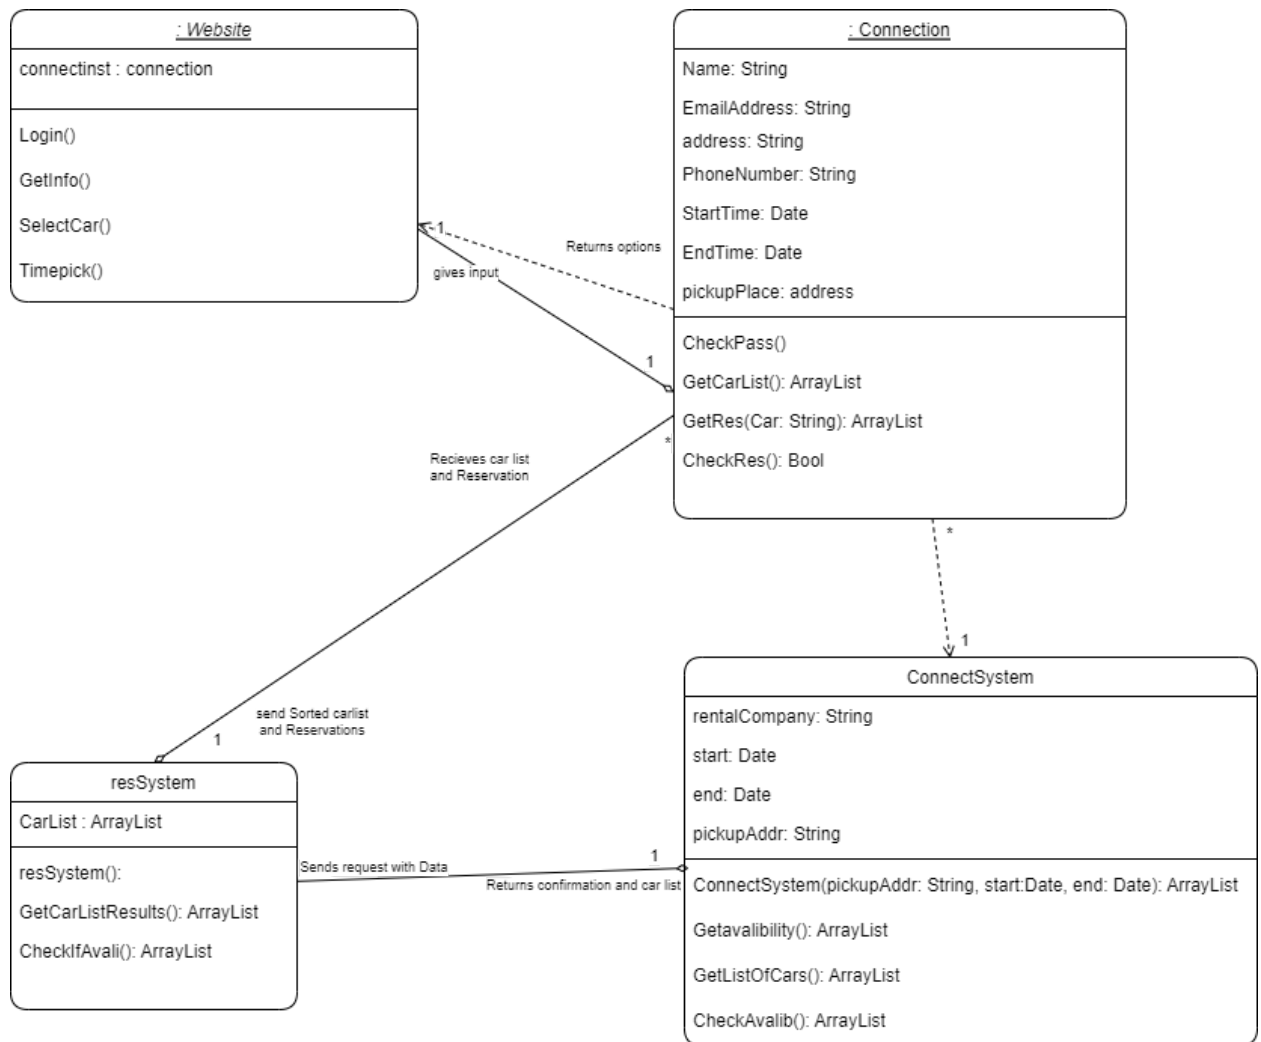 : Website
connectinst : connection
Login()
GetInfo()
SelectCar()
Timepick()
: Connection
Name: String
EmailAddress: String
address: String
PhoneNumber: String
StartTime: Date
EndTime: Date
pickupPlace: address
CheckPass()
GetCarList(): ArrayList
GetRes(Car: String): ArrayList
CheckRes(): Bool
1
Returns options
gives input
1
*
Recieves car list
and Reservation
send Sorted carlist
and Reservations
1
*
1
resSystem
CarList : ArrayList
resSystem():
GetCarListResults(): ArrayList
CheckIfAvali(): ArrayList
Sends request with Data
1
Returns confirmation and car list
ConnectSystem
rentalCompany: String
start: Date
end: Date
pickupAddr: String
ConnectSystem(pickupAddr: String, start:Date, end: Date): ArrayList
Getavalibility(): ArrayList
GetListOfCars(): ArrayList
CheckAvalib(): ArrayList